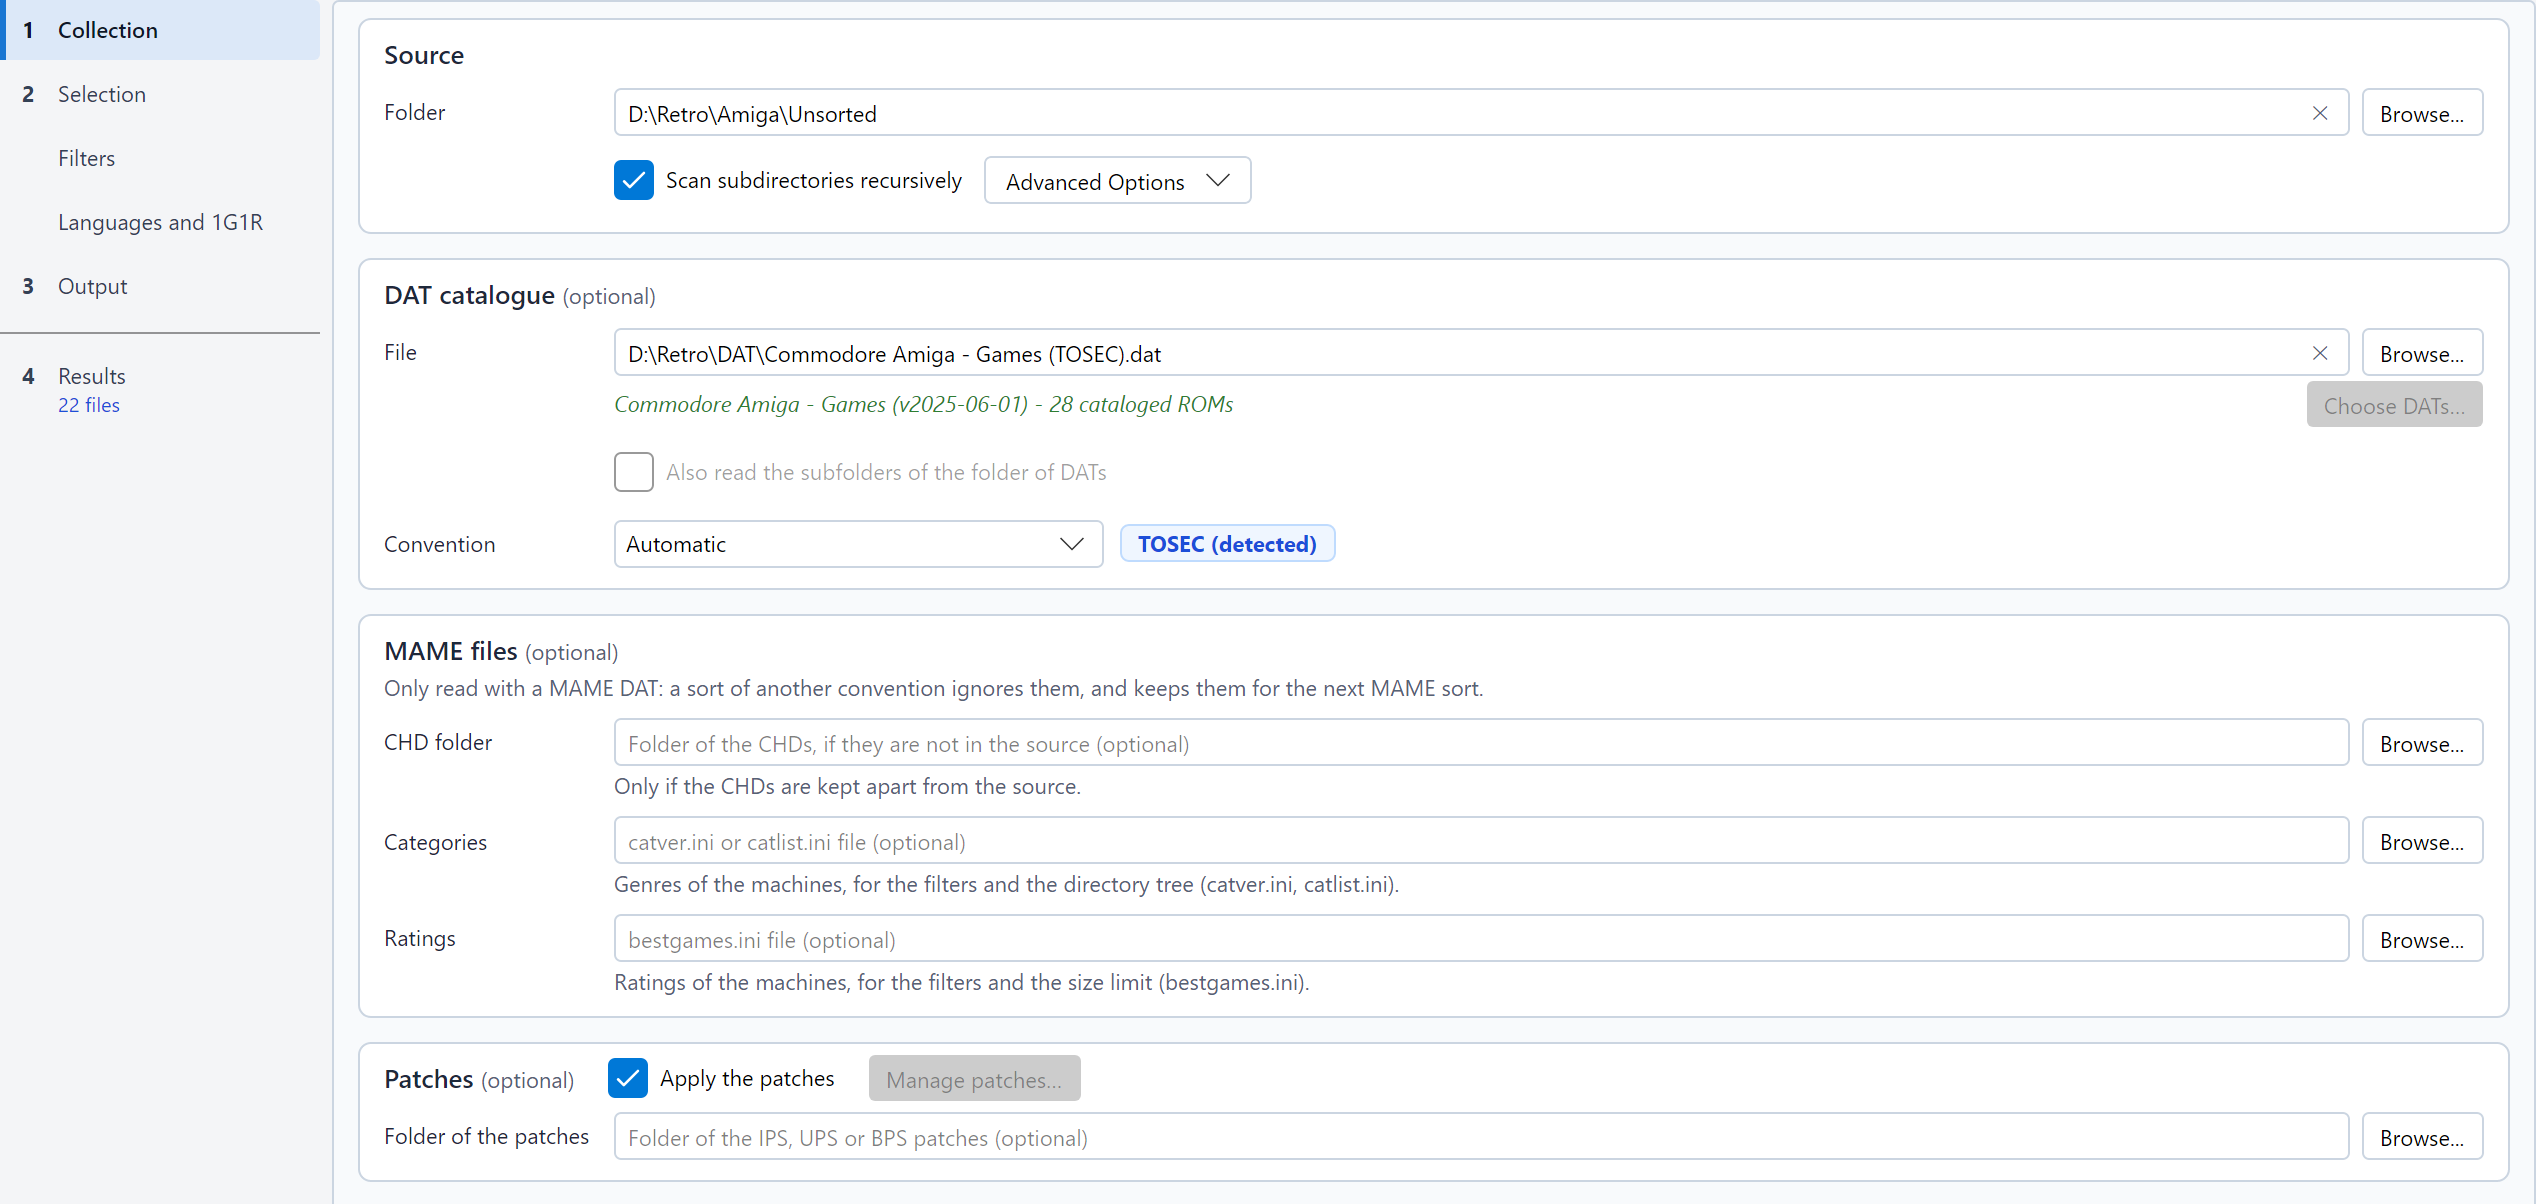 1 Collection
2 Selection
Filters
Languages and 1G1R
3 Output
4 Results
22 files
Source
Folder D:\Retro\Amiga\Unsorted Browse...
Scan subdirectories recursively Advanced Options
DAT catalogue (optional)
File D:\Retro\DAT\Commodore Amiga - Games (TOSEC).dat Browse...
Commodore Amiga - Games (v2025-06-01) - 28 cataloged ROMs Choose DATs...
Also read the subfolders of the folder of DATs
Convention Automatic TOSEC (detected)
MAME files (optional)
Only read with a MAME DAT: a sort of another convention ignores them, and keeps them for the next MAME sort.
CHD folder Folder of the CHDs, if they are not in the source (optional) Browse...
Only if the CHDs are kept apart from the source.
Categories catver.ini or catlist.ini file (optional) Browse...
Genres of the machines, for the filters and the directory tree (catver.ini, catlist.ini).
Ratings bestgames.ini file (optional) Browse...
Ratings of the machines, for the filters and the size limit (bestgames.ini).
Patches (optional) Apply the patches Manage patches...
Folder of the patches Folder of the IPS, UPS or BPS patches (optional) Browse...